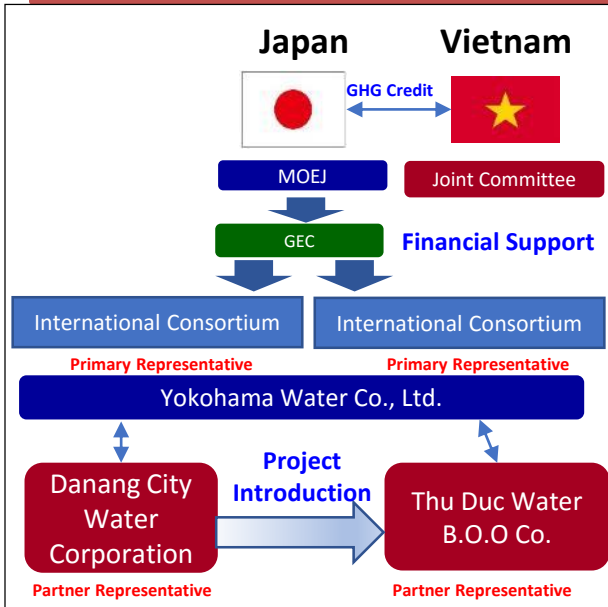 Japan
Vietnam
GHG Credit
MOEJ
Joint Committee
GEC
Financial Support
International Consortium
International Consortium
Primary Representative
Primary Representative
Yokohama Water Co., Ltd.
Project
Introduction
Danang City
Water
Corporation
Thu Duc Water
B.O.O Co.
Partner Representative
Partner Representative